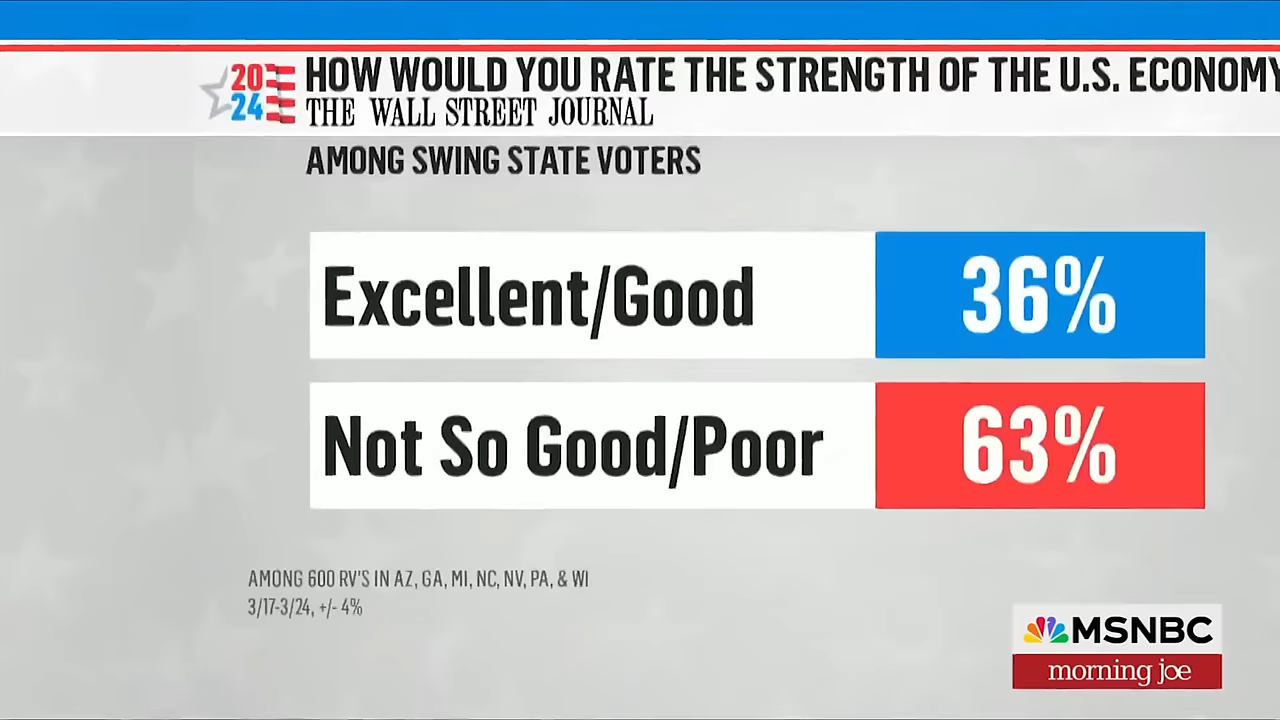 20
24
HOW WOULD YOU RATE THE STRENGTH OF THE U.S. ECONOMY
THE WALL STREET JOURNAL
AMONG SWING STATE VOTERS
Excellent/Good 36%
Not So Good/Poor 63%
AMONG 600 RV'S IN AZ, GA, MI, NC, NV, PA, & WI
3/17-3/24, +/- 4%
MSNBC
morning joe